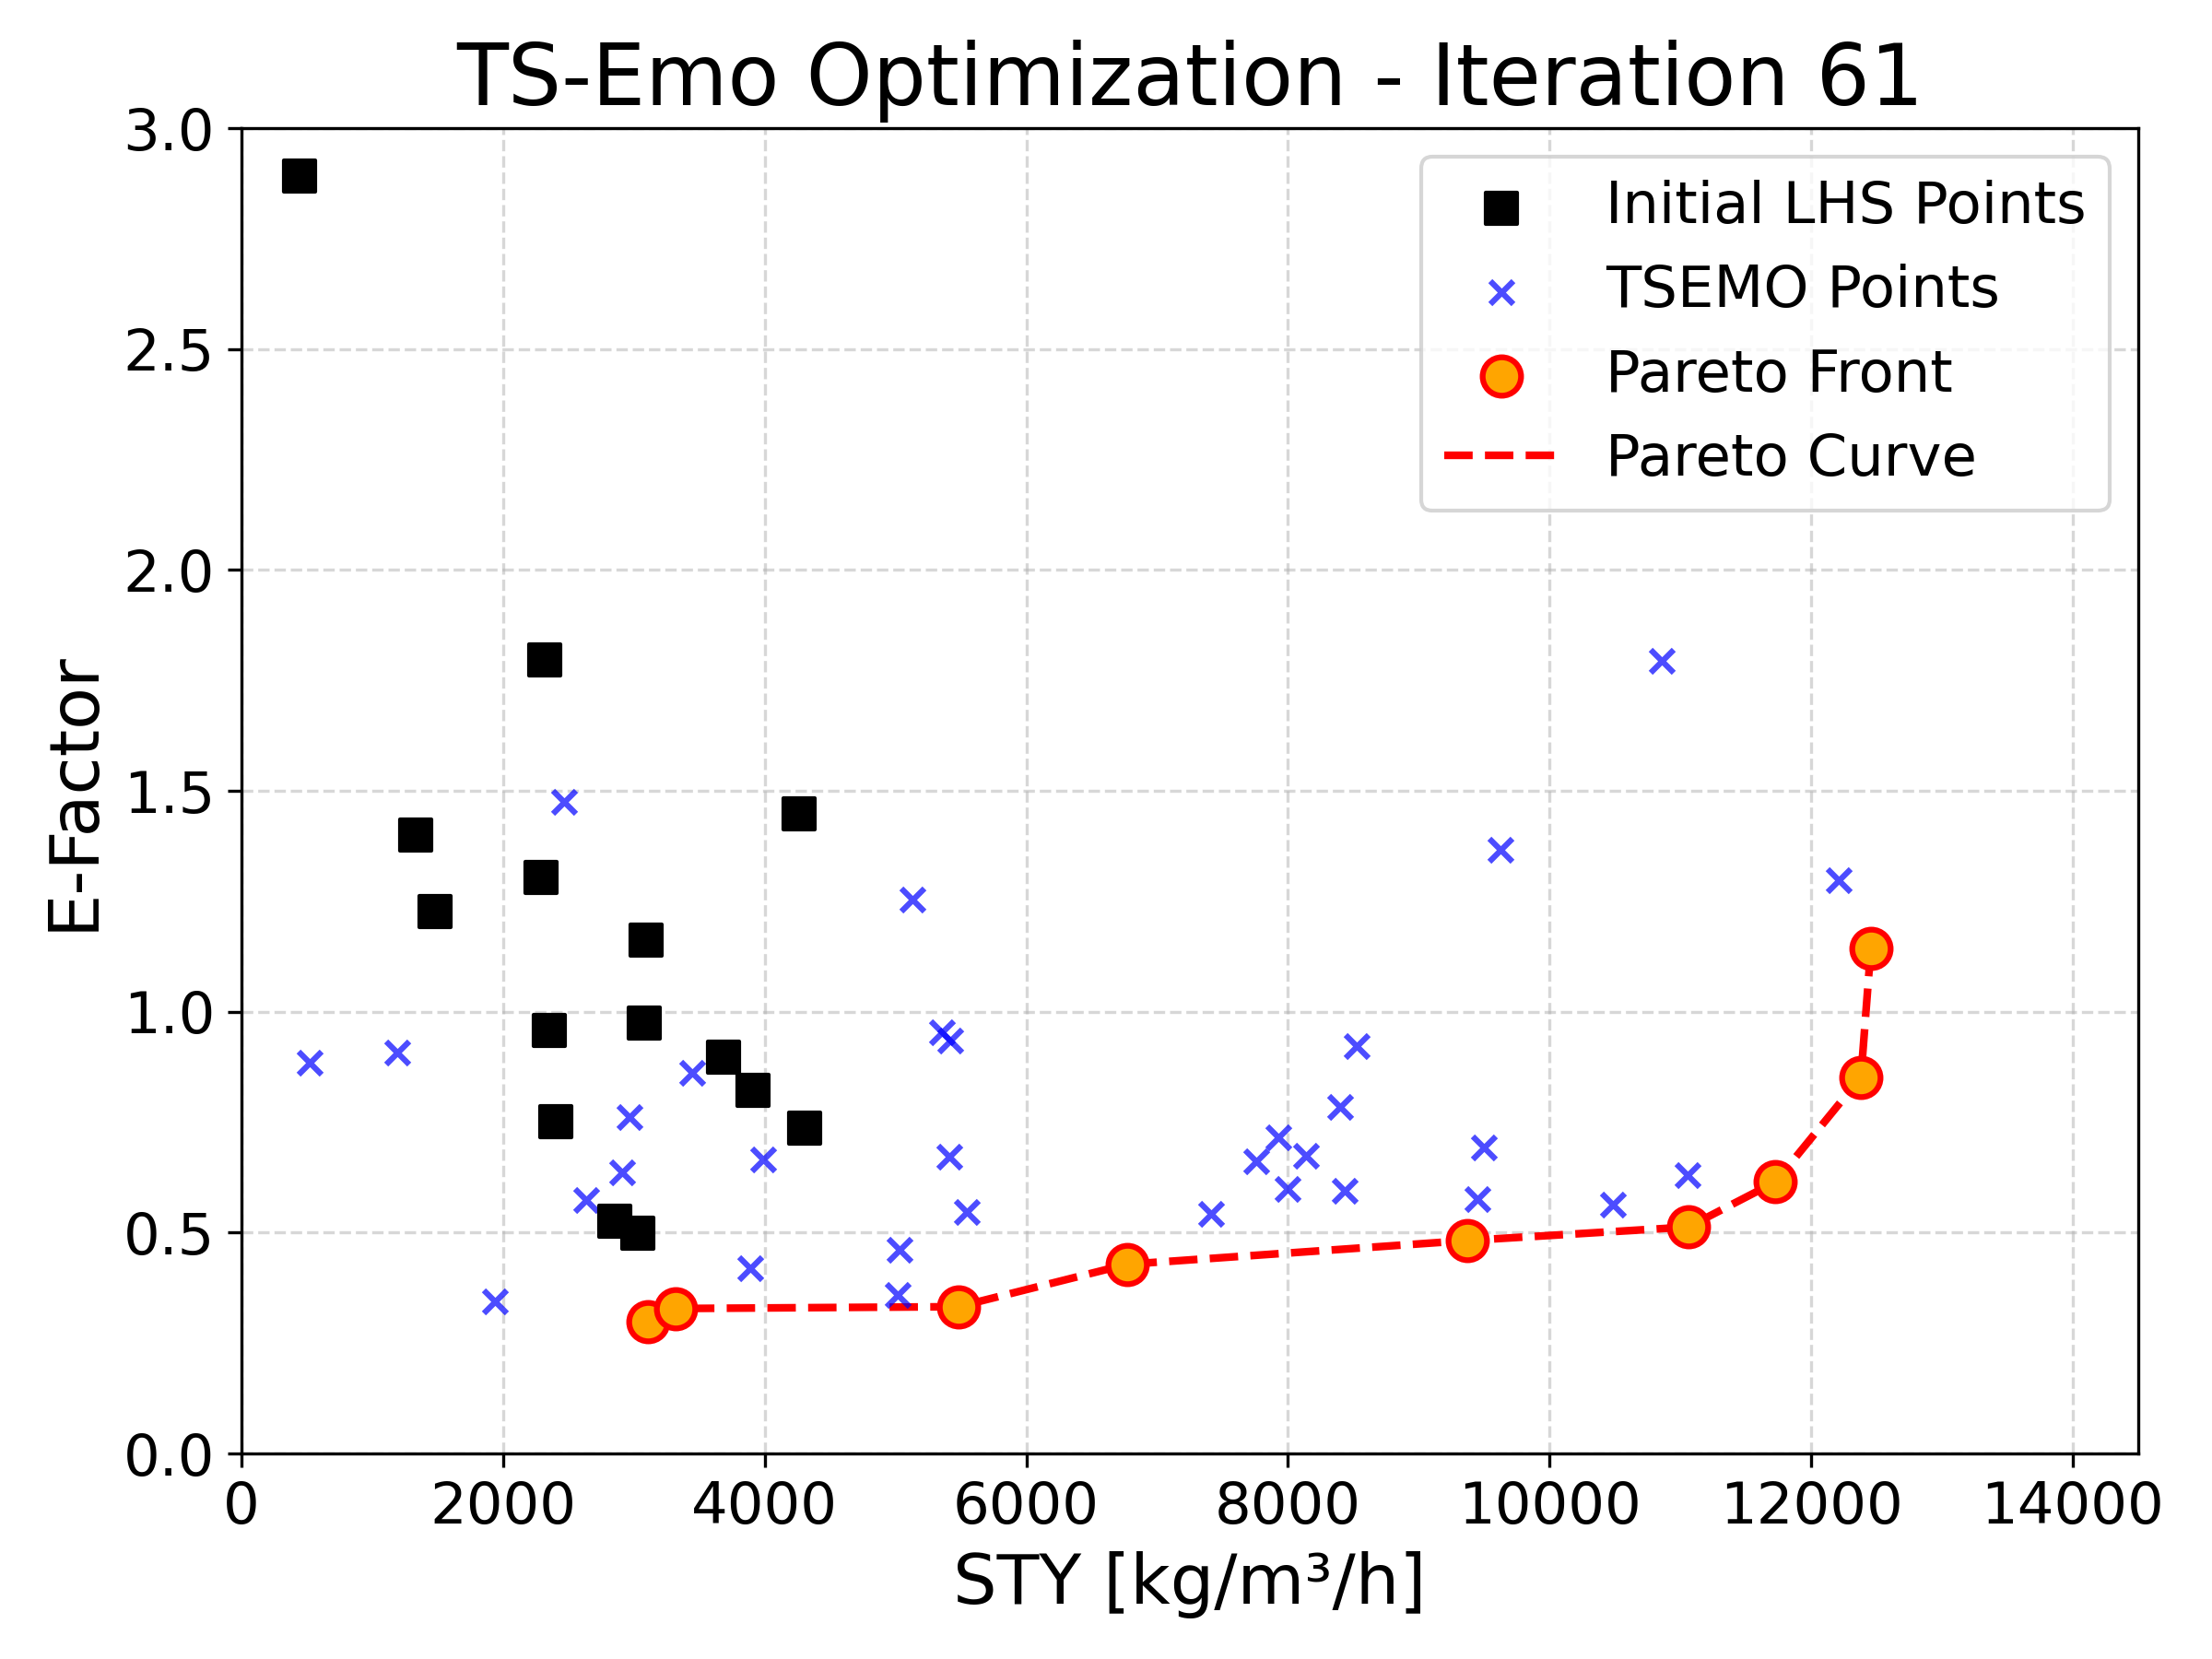 TS-Emo Optimization - Iteration 61
Initial LHS Points
TSEMO Points
Pareto Front
Pareto Curve
E-Factor
3.0
2.5
2.0
1.5
1.0
0.5
0.0
0 2000 4000 6000 8000 10000 12000 14000
STY [kg/m³/h]